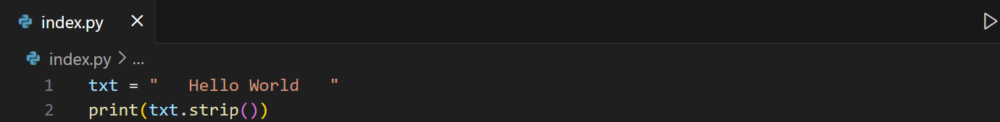 index.py
index.py > ...
1 txt = "   Hello World   "
2 print(txt.strip())